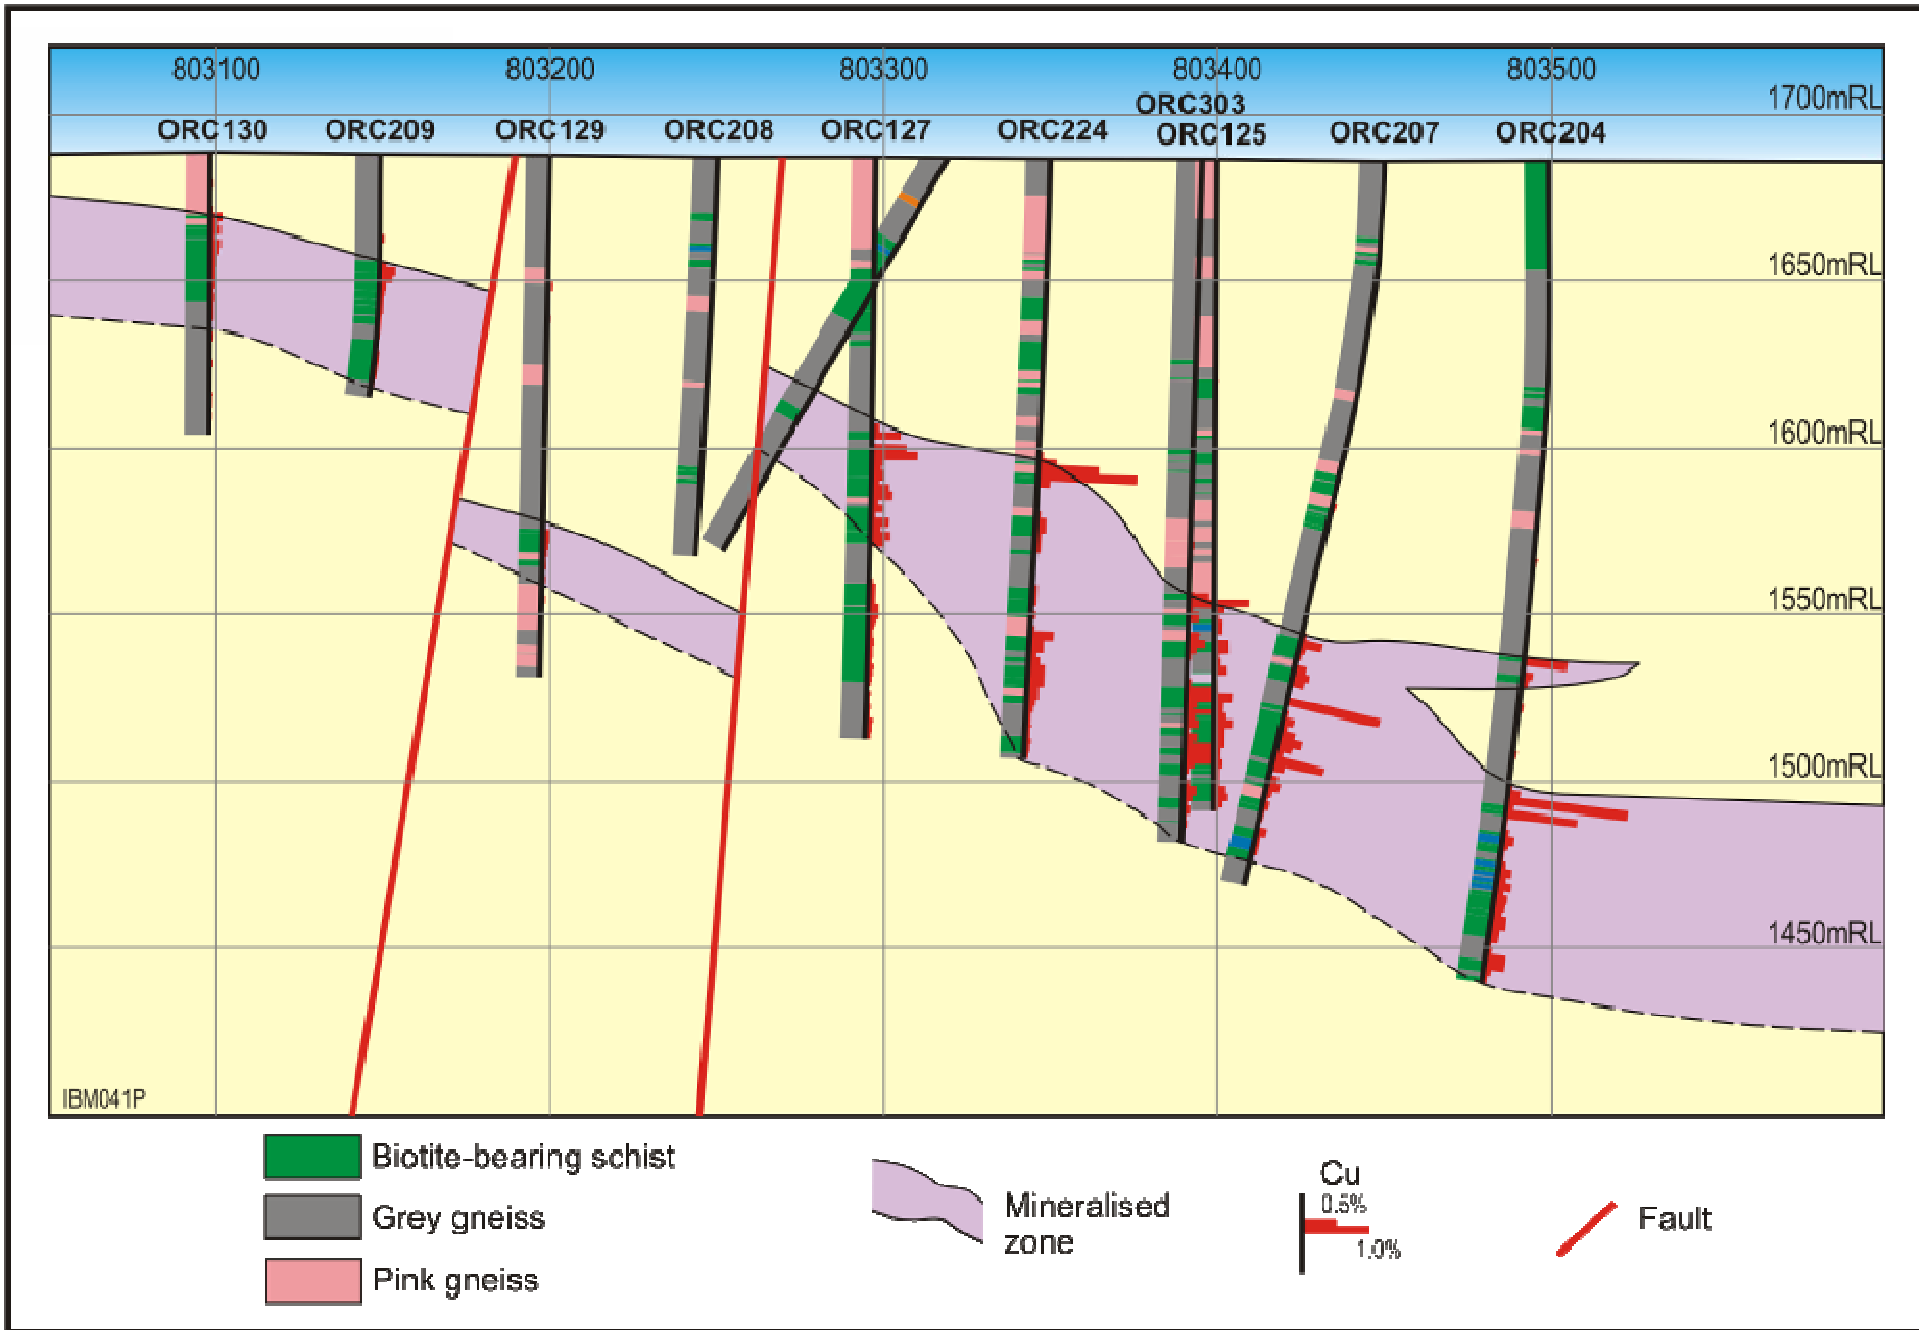 803100 803200 803300 803400 803500
1700mRL
ORC303
ORC130 ORC209 ORC129 ORC208 ORC127 ORC224 ORC125 ORC207 ORC204
1650mRL
1600mRL
1550mRL
1500mRL
1450mRL
IBM041P
Biotite-bearing schist
Grey gneiss
Pink gneiss
Mineralised
zone
Cu
0.5%
1.0%
Fault